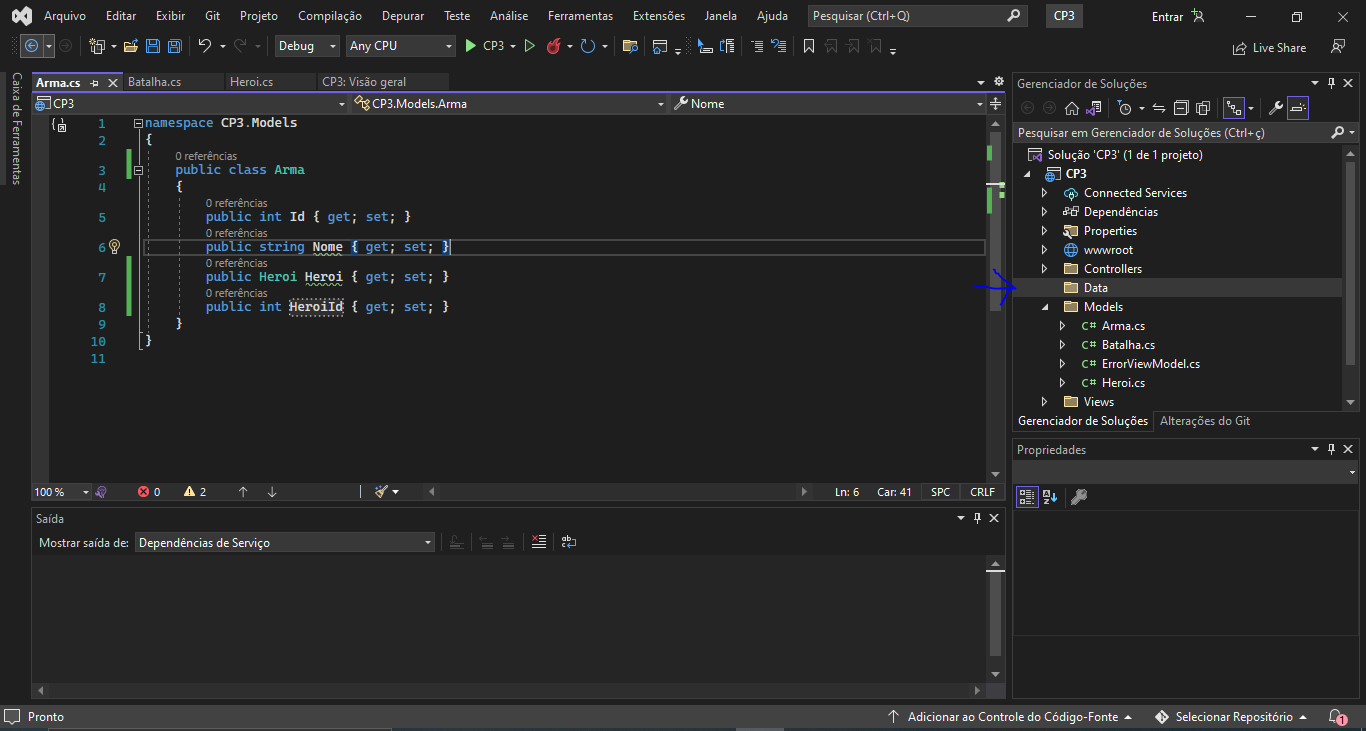 Arquivo Editar Exibir Git Projeto Compilação Depurar Teste Análise Ferramentas Extensões Janela Ajuda Pesquisar (Ctrl+Q) CP3 Entrar
Debug Any CPU CP3 Live Share
Caixa de Ferramentas
Arma.cs Batalha.cs Heroi.cs CP3: Visão geral
CP3 CP3.Models.Arma Nome
1 namespace CP3.Models
2 {
0 referências
3 public class Arma
4 {
0 referências
5 public int Id { get; set; }
0 referências
6 public string Nome { get; set; }
0 referências
7 public Heroi Heroi { get; set; }
0 referências
8 public int HeroiId { get; set; }
9 }
10 }
11
100 % 0 2 Ln: 6 Car: 41 SPC CRLF
Saída
Mostrar saída de: Dependências de Serviço
Gerenciador de Soluções
Pesquisar em Gerenciador de Soluções (Ctrl+ç)
Solução 'CP3' (1 de 1 projeto)
CP3
Connected Services
Dependências
Properties
wwwroot
Controllers
Data
Models
C# Arma.cs
C# Batalha.cs
C# ErrorViewModel.cs
C# Heroi.cs
Views
Gerenciador de Soluções Alterações do Git
Propriedades
Pronto Adicionar ao Controle do Código-Fonte Selecionar Repositório 1